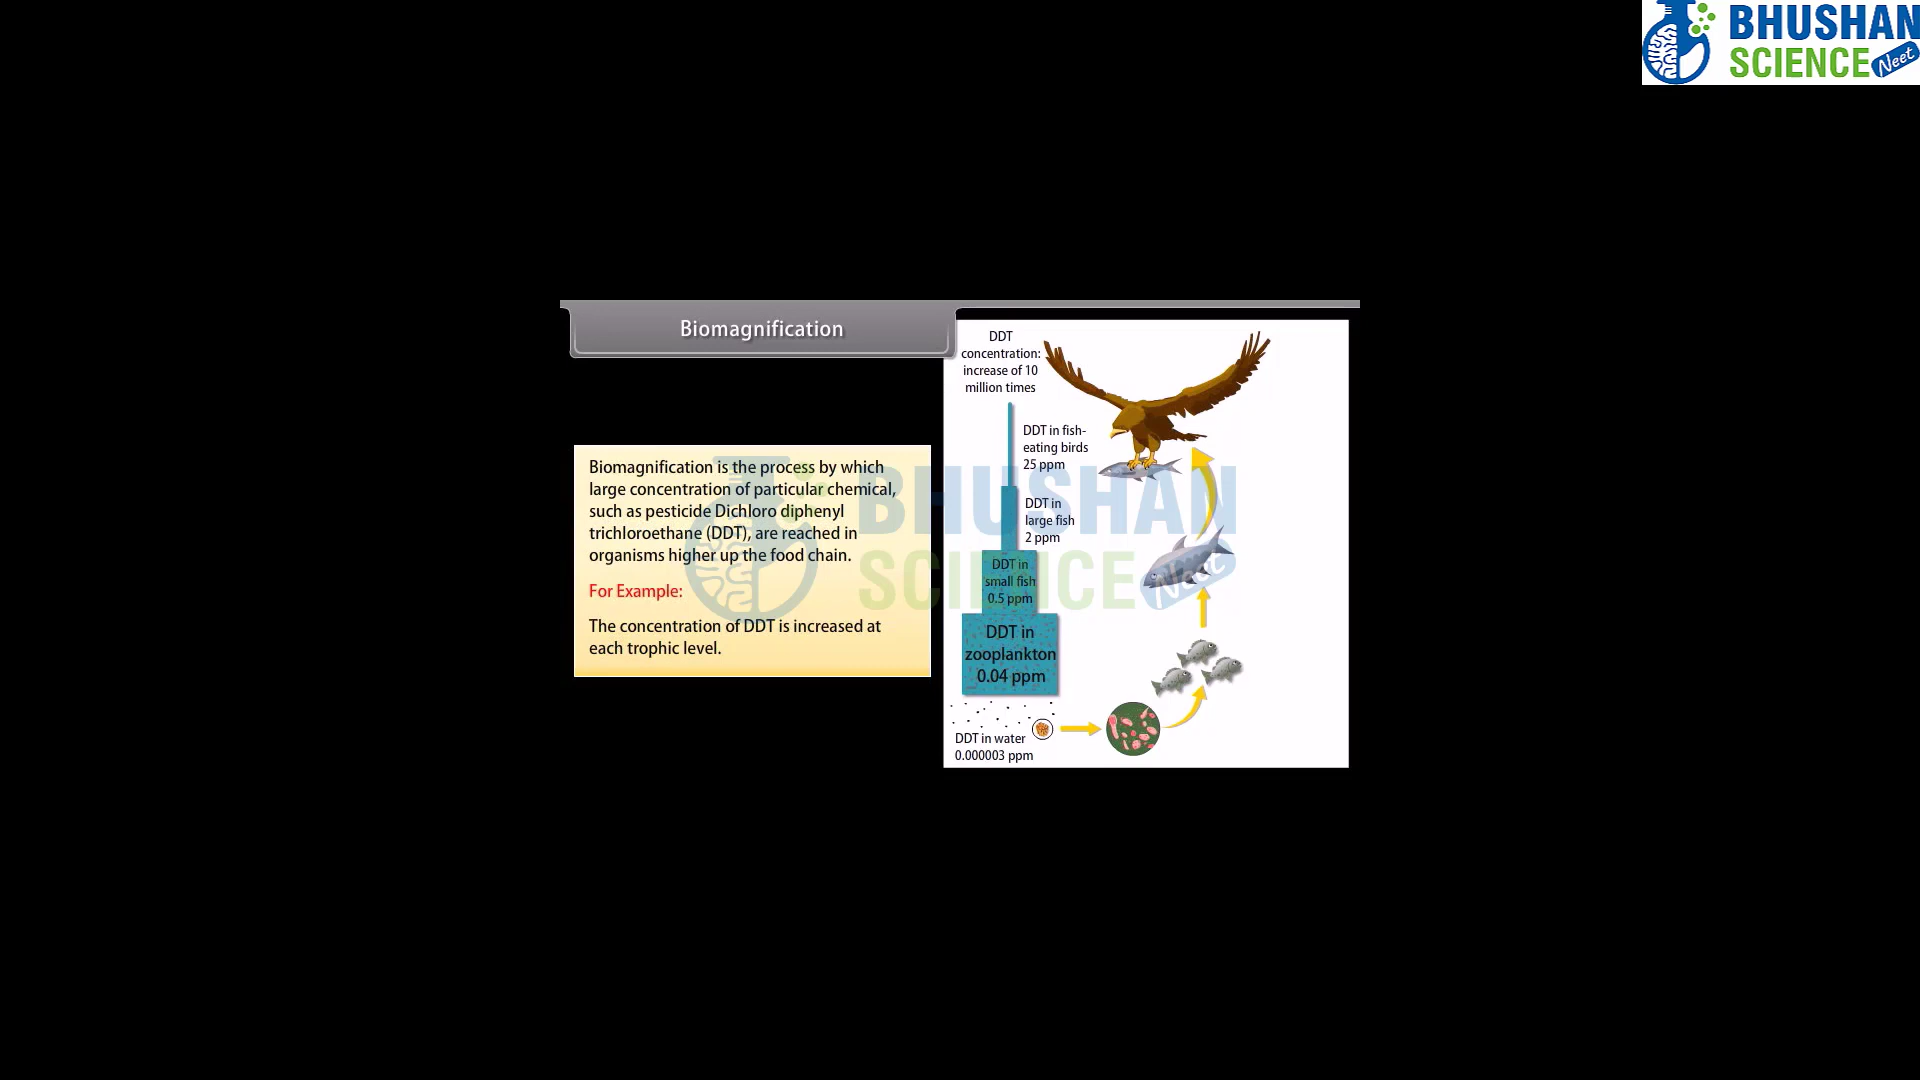 BHUSHAN
SCIENCE Neet
Biomagnification
Biomagnification is the process by which
large concentration of particular chemical,
such as pesticide Dichloro diphenyl
trichloroethane (DDT), are reached in
organisms higher up the food chain.
For Example:
The concentration of DDT is increased at
each trophic level.
DDT
concentration:
increase of 10
million times
DDT in fish-
eating birds
25 ppm
DDT in
large fish
2 ppm
DDT in
small fish
0.5 ppm
DDT in
zooplankton
0.04 ppm
DDT in water
0.000003 ppm
BHUSHAN
SCIENCE Neet